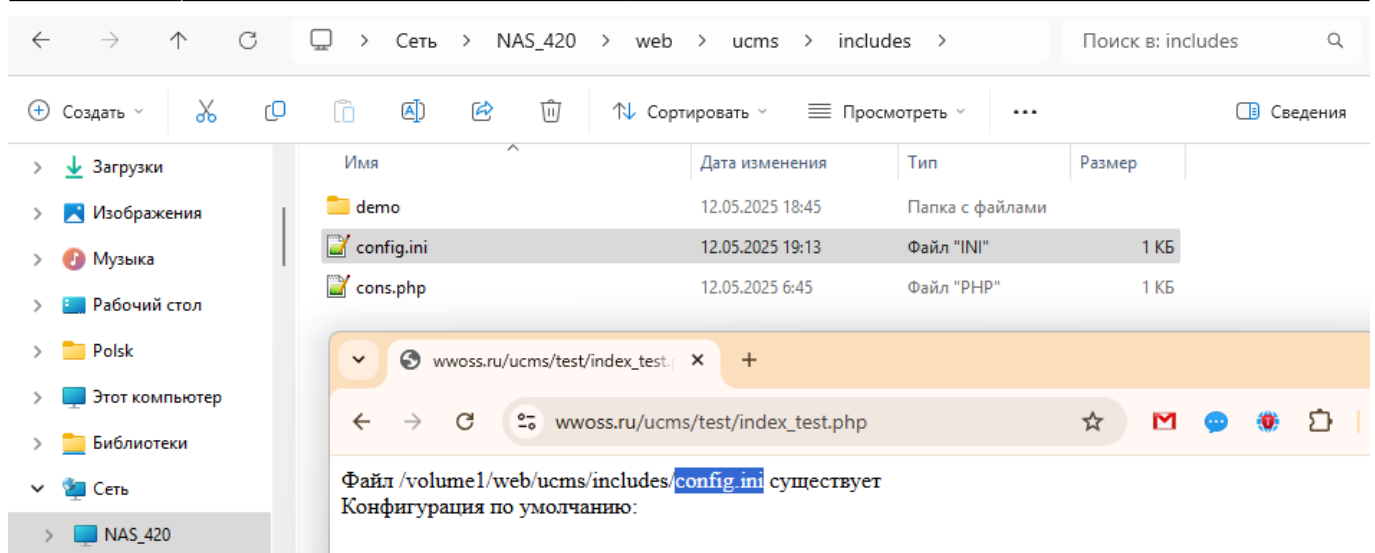 Сеть > NAS_420 > web > ucms > includes >
Поиск в: includes
Создать
Сортировать
Просмотреть
...
Сведения
Имя Дата изменения Тип Размер
Загрузки
Изображения
Музыка
Рабочий стол
Polsk
Этот компьютер
Библиотеки
Сеть
NAS_420
demo 12.05.2025 18:45 Папка с файлами
config.ini 12.05.2025 19:13 Файл "INI" 1 КБ
cons.php 12.05.2025 6:45 Файл "PHP" 1 КБ
wwoss.ru/ucms/test/index_test.
wwoss.ru/ucms/test/index_test.php
Файл /volume1/web/ucms/includes/config.ini существует
Конфигурация по умолчанию: